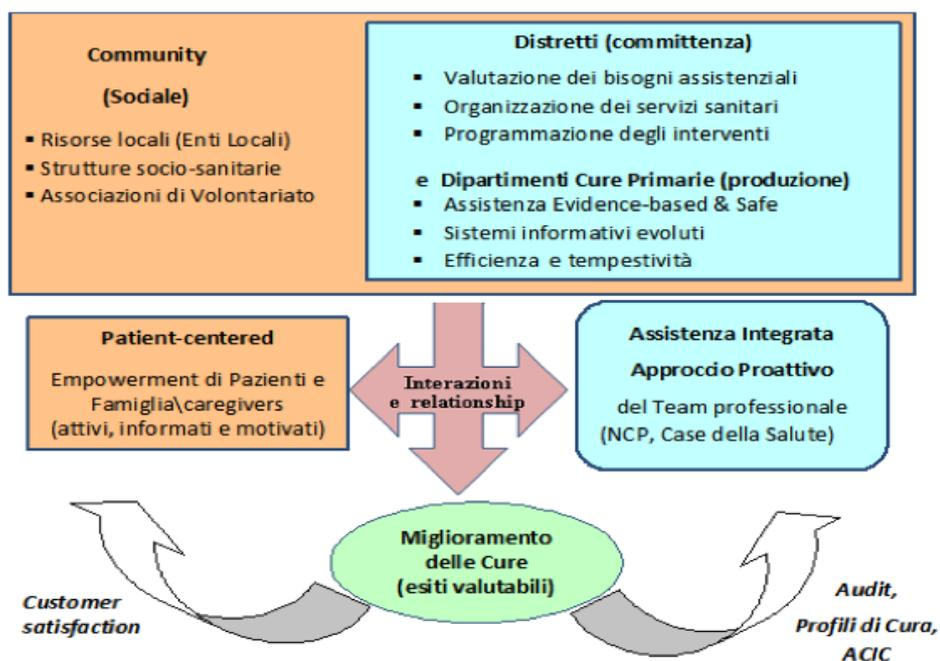 Community
(Sociale)
▪ Risorse locali (Enti Locali)
▪ Strutture socio-sanitarie
▪ Associazioni di Volontariato
Distretti (committenza)
▪ Valutazione dei bisogni assistenziali
▪ Organizzazione dei servizi sanitari
▪ Programmazione degli interventi
e Dipartimenti Cure Primarie (produzione)
▪ Assistenza Evidence-based & Safe
▪ Sistemi informativi evoluti
▪ Efficienza e tempestività
Patient-centered
Empowerment di Pazienti e
Famiglia\caregivers
(attivi, informati e motivati)
Interazioni
e relationship
Assistenza Integrata
Approccio Proattivo
del Team professionale
(NCP, Case della Salute)
Miglioramento
delle Cure
(esiti valutabili)
Customer
satisfaction
Audit,
Profili di Cura,
ACIC